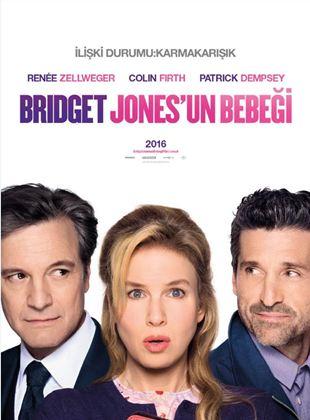 İLİŞKİ DURUMU:KARMAKARIŞIK
RENÉE ZELLWEGER COLIN FIRTH PATRICK DEMPSEY
BRIDGET JONES'UN BEBEĞİ
2016